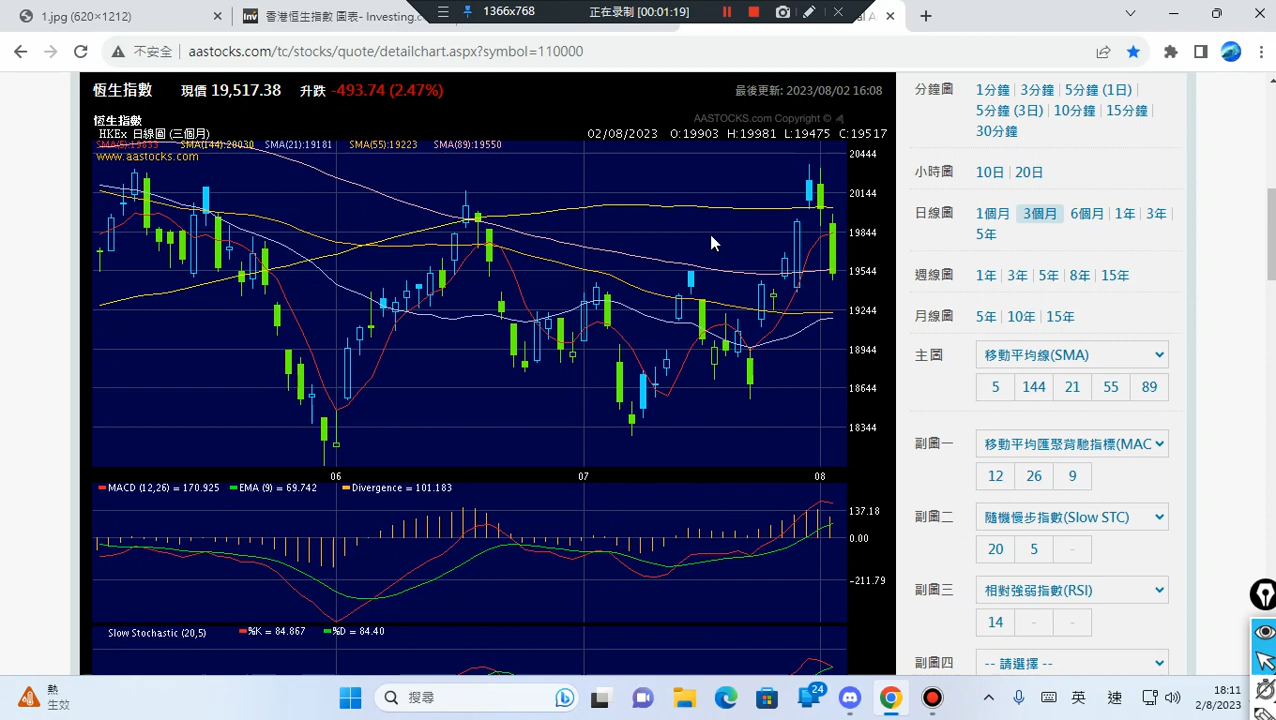 1.jpg (620×1212)
香港恒生指數 圖表- Investing.c
1366x768
正在录制 [00:01:19]
不安全
aastocks.com/tc/stocks/quote/detailchart.aspx?symbol=110000
恆生指數 現價 19,517.38 升跌 -493.74 (2.47%) 最後更新: 2023/08/02 16:08
AASTOCKS.com Copyright ©
恆生指數
HKEx 日線圖 (三個月) 02/08/2023 O:19903 H:19981 L:19475 C:19517
SMA(5):19833 SMA(144):20030 SMA(21):19181 SMA(55):19223 SMA(89):19550
www.aastocks.com
20444
20144
19844
19544
19244
18944
18644
18344
06 07 08
MACD (12,26) = 170.925 EMA (9) = 69.742 Divergence = 101.183
137.18
0.00
-211.79
Slow Stochastic (20,5) %K = 84.867 %D = 84.40
分鐘圖 1分鐘 | 3分鐘 | 5分鐘 (1日) |
5分鐘 (3日) | 10分鐘 | 15分鐘 |
30分鐘
小時圖 10日 | 20日
日線圖 1個月 | 3個月 | 6個月 | 1年 | 3年 |
5年
週線圖 1年 | 3年 | 5年 | 8年 | 15年
月線圖 5年 | 10年 | 15年
主圖 移動平均線(SMA)
5 144 21 55 89
副圖一 移動平均匯聚背馳指標(MAC
12 26 9
副圖二 隨機慢步指數(Slow STC)
20 5 -
副圖三 相對強弱指數(RSI)
14 - -
副圖四 -- 請選擇 --
熱
生效
搜尋
24
英
速
18:11
2/8/2023